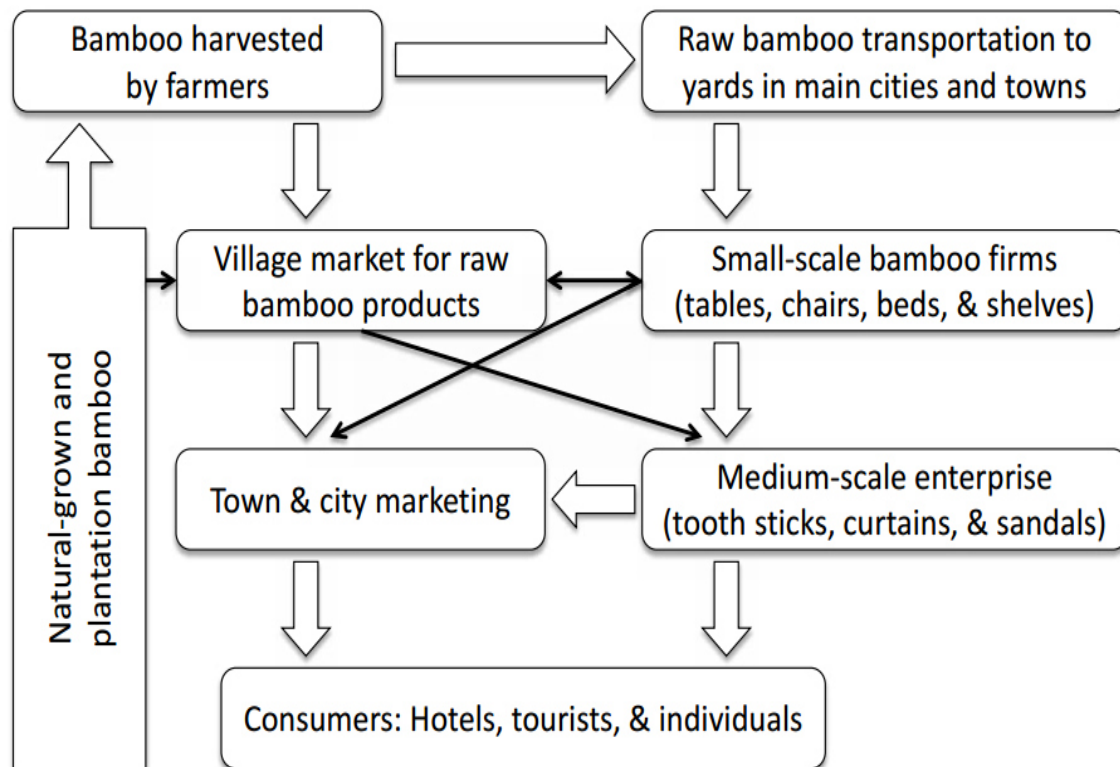 Bamboo harvested
by farmers
Raw bamboo transportation to
yards in main cities and towns
Village market for raw
bamboo products
Small-scale bamboo firms
(tables, chairs, beds, & shelves)
Natural-grown and
plantation bamboo
Town & city marketing
Medium-scale enterprise
(tooth sticks, curtains, & sandals)
Consumers: Hotels, tourists, & individuals